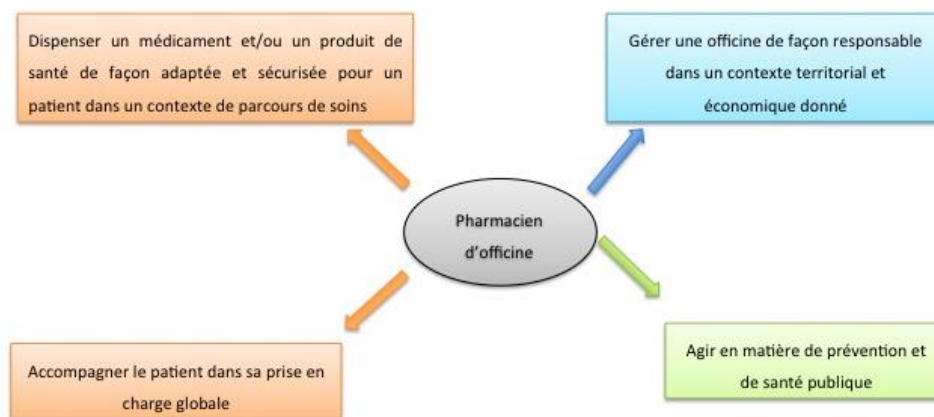 Dispenser un médicament et/ou un produit de
santé de façon adaptée et sécurisée pour un
patient dans un contexte de parcours de soins
Gérer une officine de façon responsable
dans un contexte territorial et
économique donné
Pharmacien
d'officine
Accompagner le patient dans sa prise en
charge globale
Agir en matière de prévention et
de santé publique